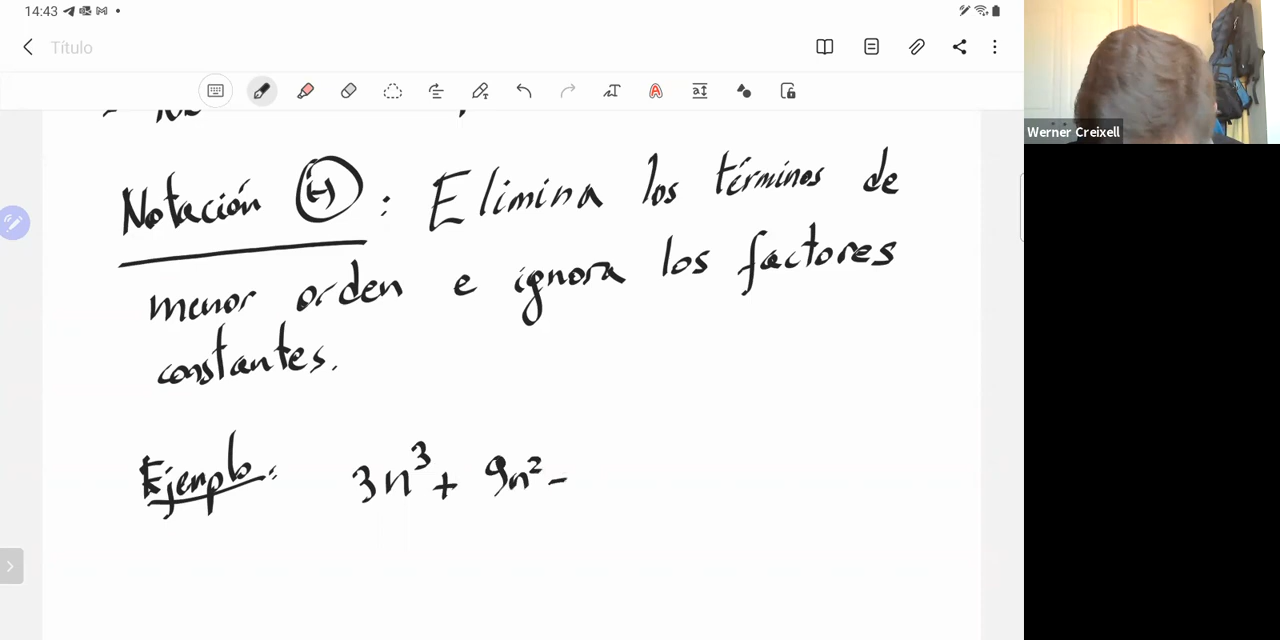 14:43
Título
Werner Creixell
Notación Θ : Elimina los términos de
menor orden e ignora los factores
constantes.
Ejemplo: 3n³ + 9n² -